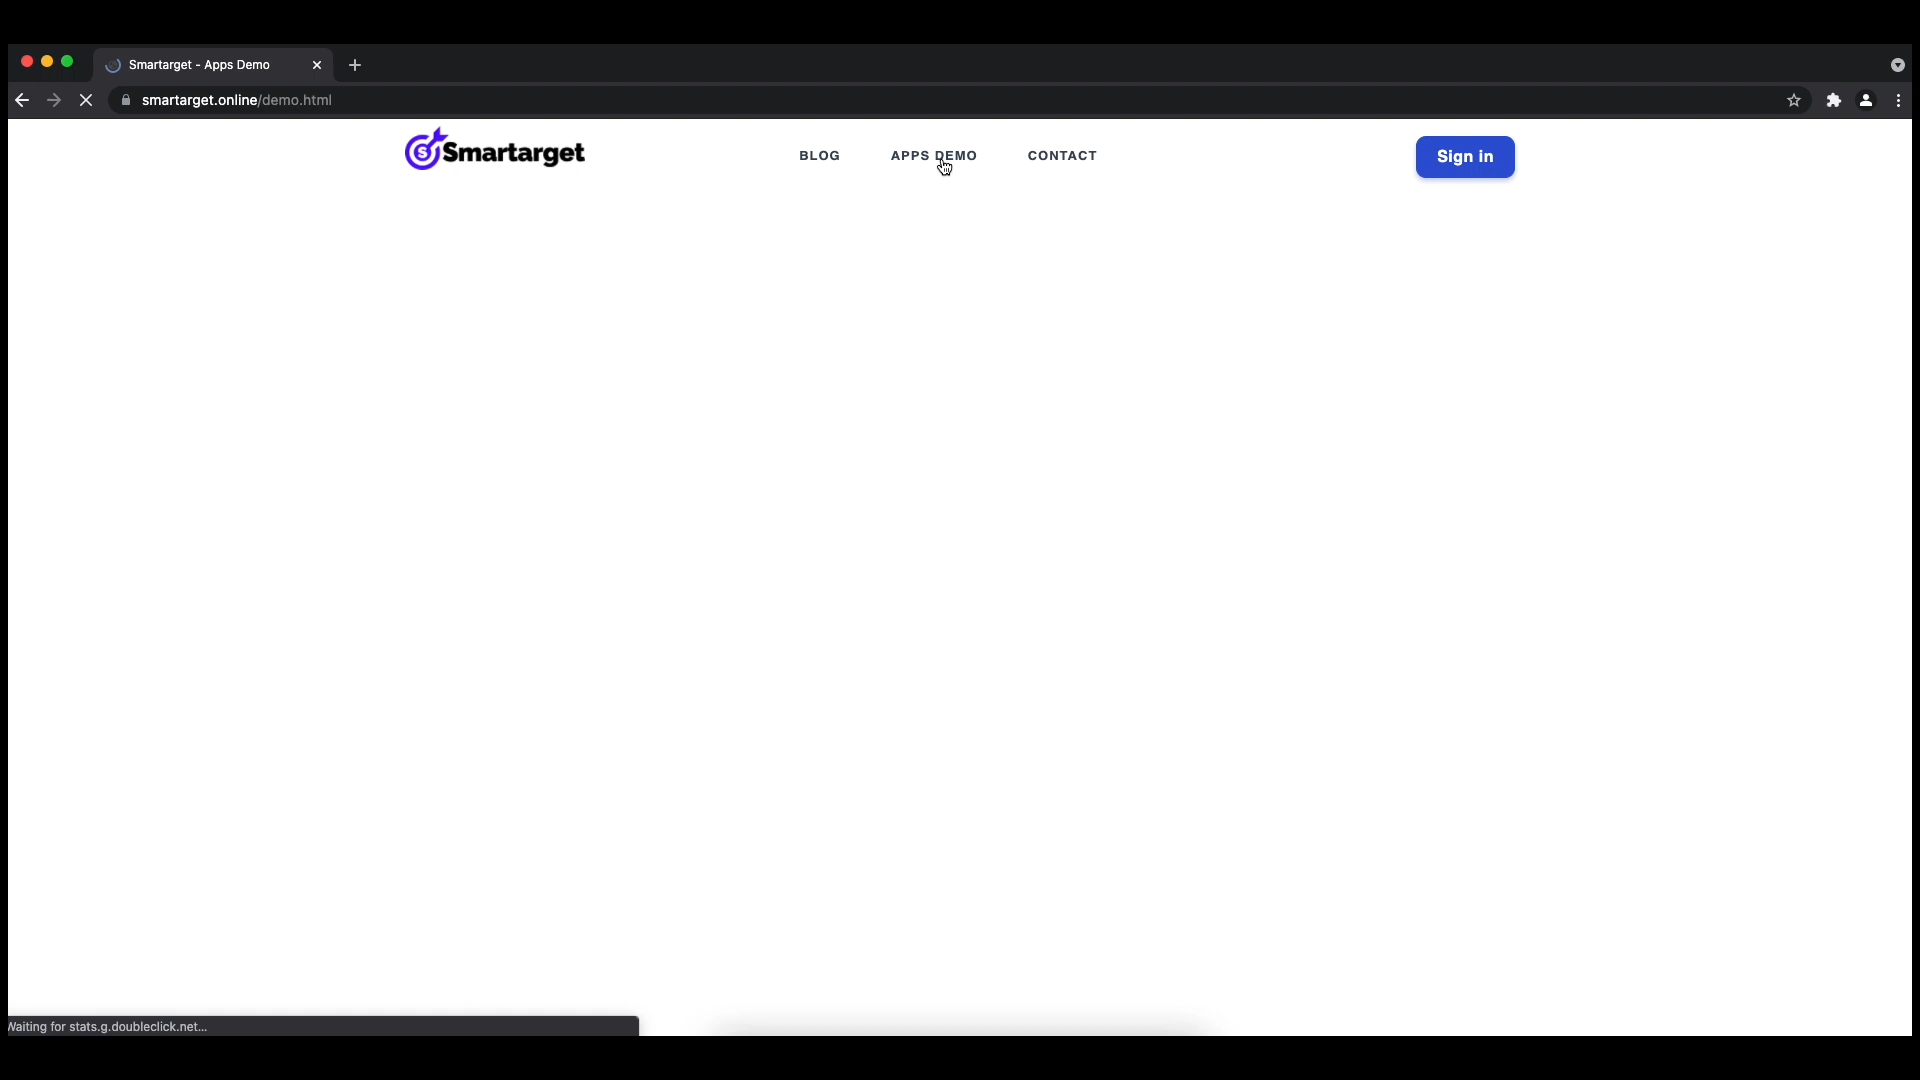 Smartarget - Apps Demo
smartarget.online/demo.html
Smartarget
BLOG
APPS DEMO
CONTACT
Sign in
Waiting for stats.g.doubleclick.net...